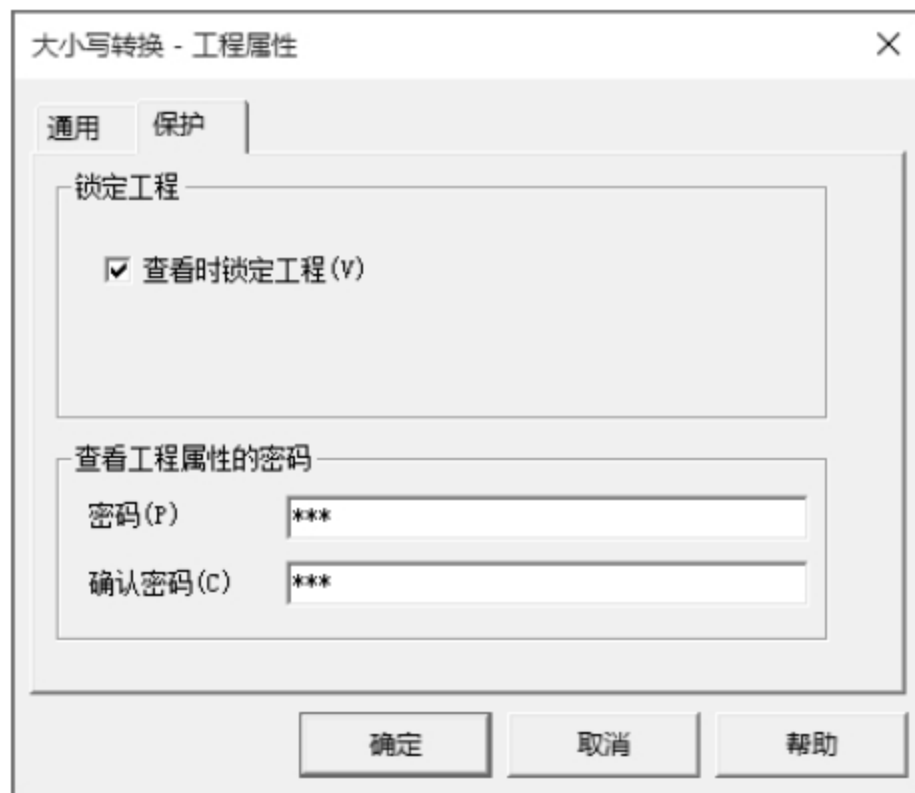 大小写转换 - 工程属性
通用 保护
锁定工程
查看时锁定工程(V)
查看工程属性的密码
密码(P) ***
确认密码(C) ***
确定 取消 帮助